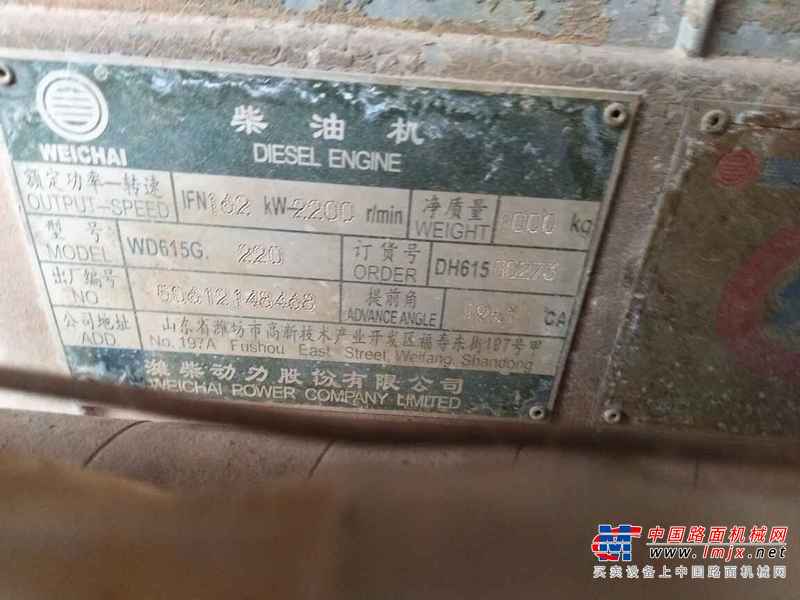 柴油机
WEICHAI
DIESEL ENGINE
额定功率—转速 IFN 162 kW-2200 r/min 净质量 000 kg
OUTPUT-SPEED WEIGHT
型号 WD615G. 220 订货号 DH615
MODEL ORDER
出厂编号 提前角 CA
NO ADVANCE ANGLE
公司地址 山东省潍坊市高新技术产业开发区福寿东街197号甲
ADD. No. 197A Fushou East Street, Weifang, Shandong
潍柴动力股份有限公司
WEICHAI POWER COMPANY LIMITED
中国路面机械网
www.lmjx.net
买卖设备上中国路面机械网